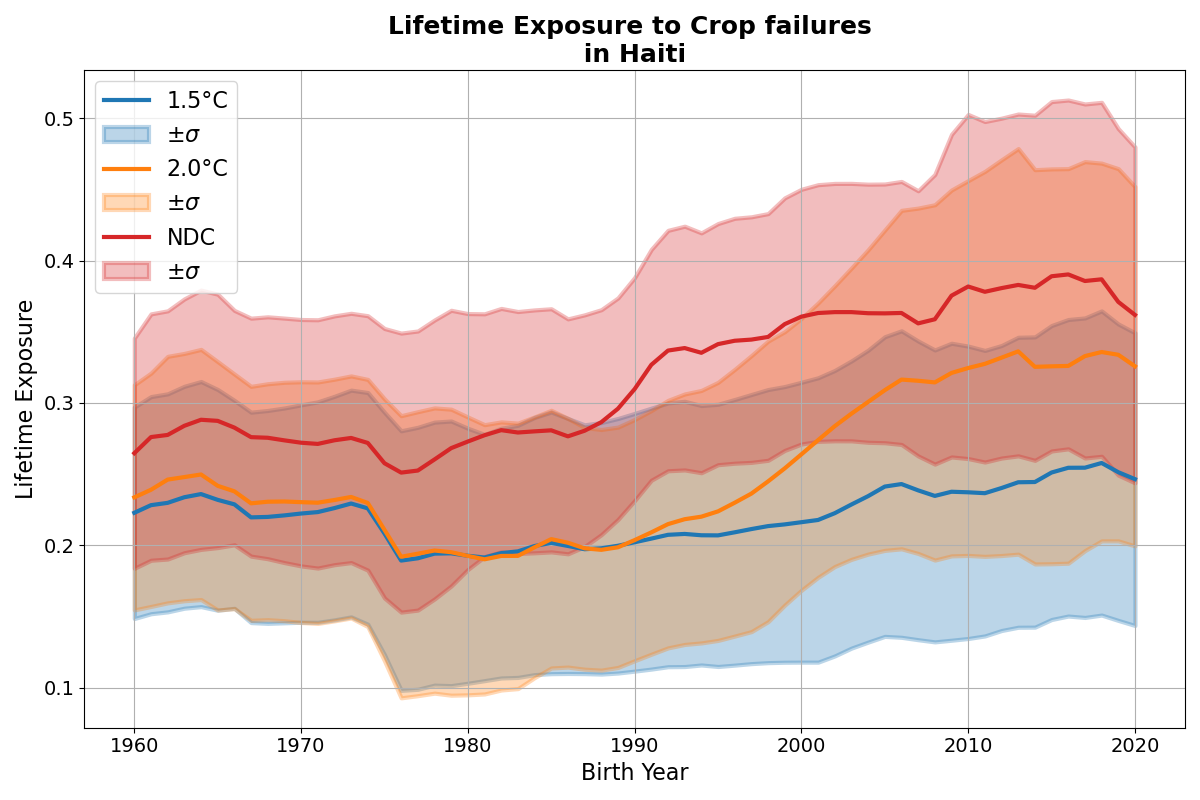 Lifetime Exposure to Crop failures
in Haiti
1.5°C
±σ
2.0°C
±σ
NDC
±σ
Lifetime Exposure
0.5
0.4
0.3
0.2
0.1
1960 1970 1980 1990 2000 2010 2020
Birth Year